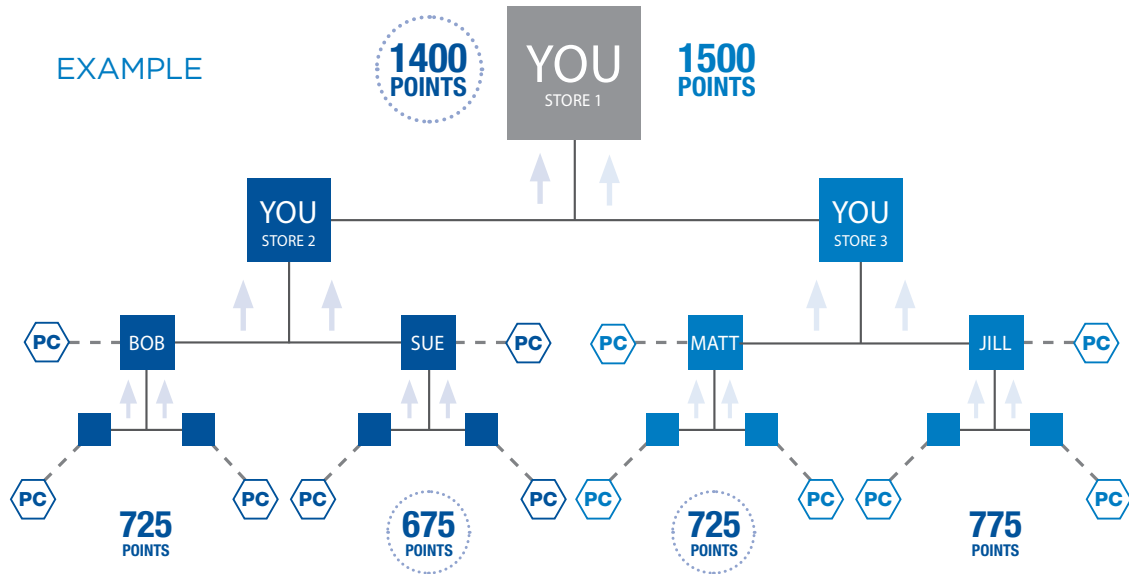 EXAMPLE
1400
POINTS
YOU
STORE 1
1500
POINTS
YOU
STORE 2
YOU
STORE 3
PC
BOB
SUE
PC
PC
MATT
JILL
PC
PC
PC
PC
PC
PC
PC
PC
PC
725
POINTS
675
POINTS
725
POINTS
775
POINTS